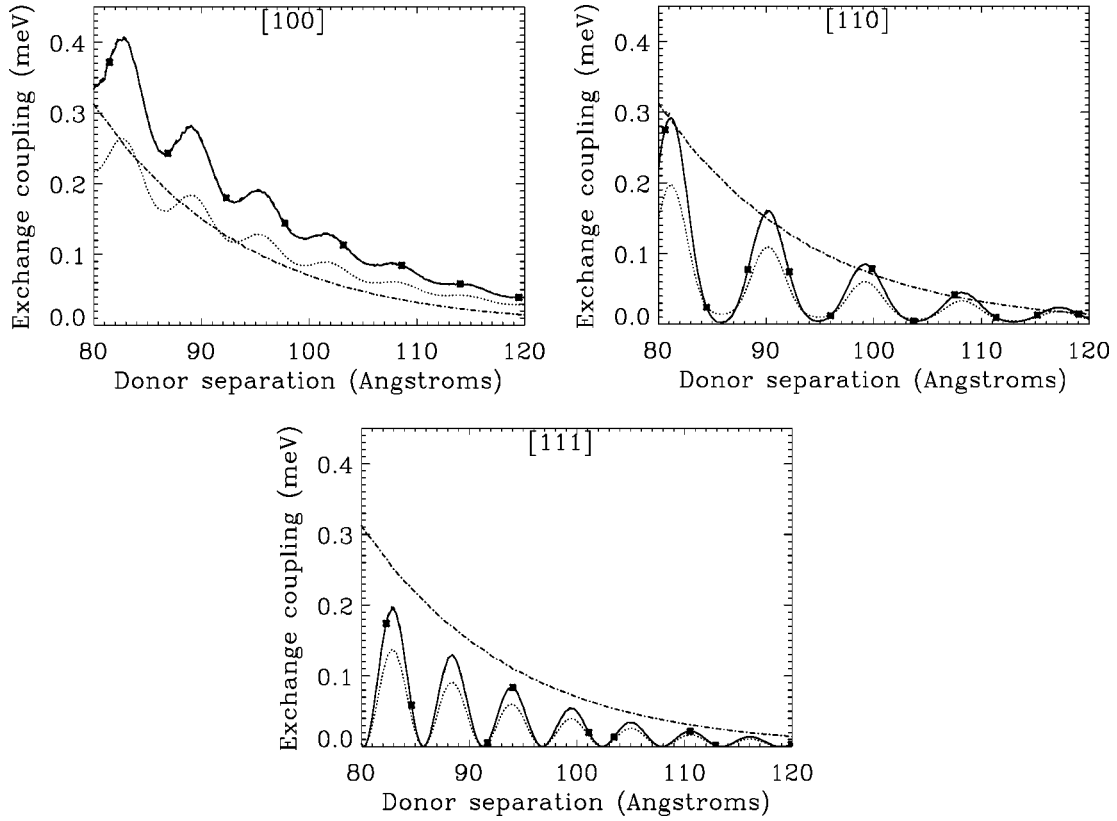 [100]
Exchange coupling (meV)
0.4
0.3
0.2
0.1
0.0
80 90 100 110 120
Donor separation (Angstroms)
[110]
Exchange coupling (meV)
0.4
0.3
0.2
0.1
0.0
80 90 100 110 120
Donor separation (Angstroms)
[111]
Exchange coupling (meV)
0.4
0.3
0.2
0.1
0.0
80 90 100 110 120
Donor separation (Angstroms)